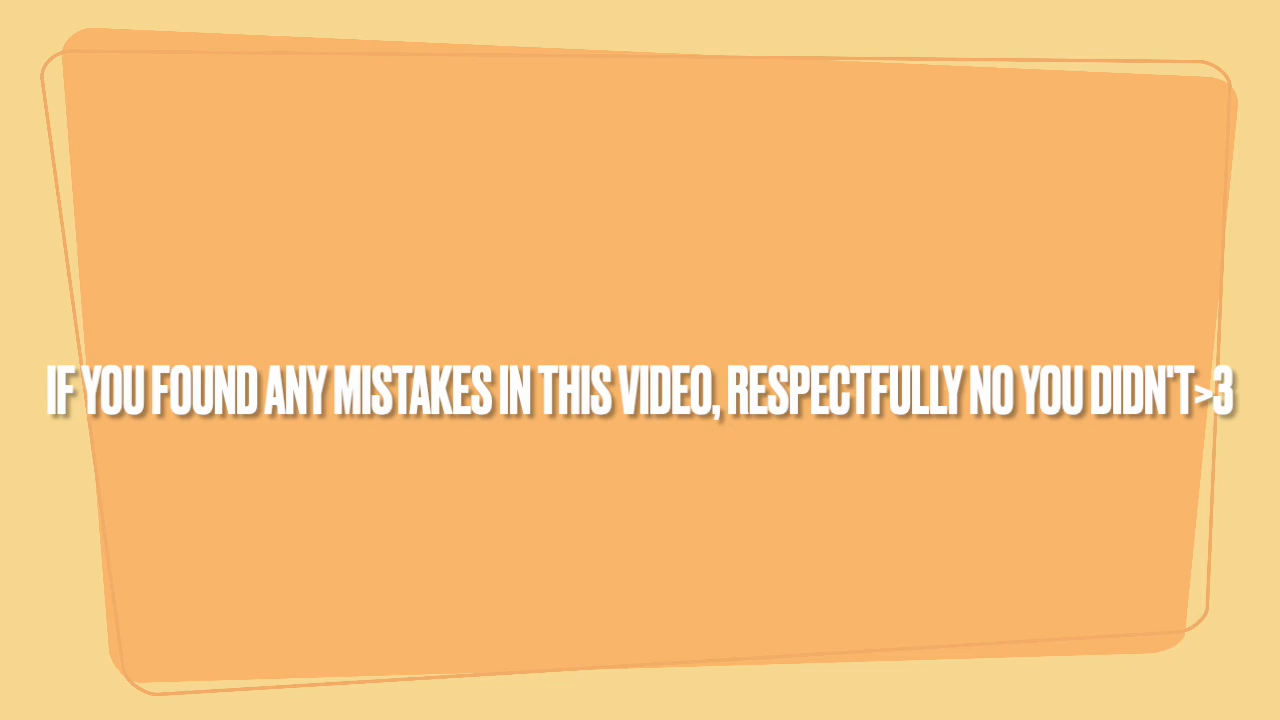 IF YOU FOUND ANY MISTAKES IN THIS VIDEO, RESPECTFULLY NO YOU DIDN'T>3